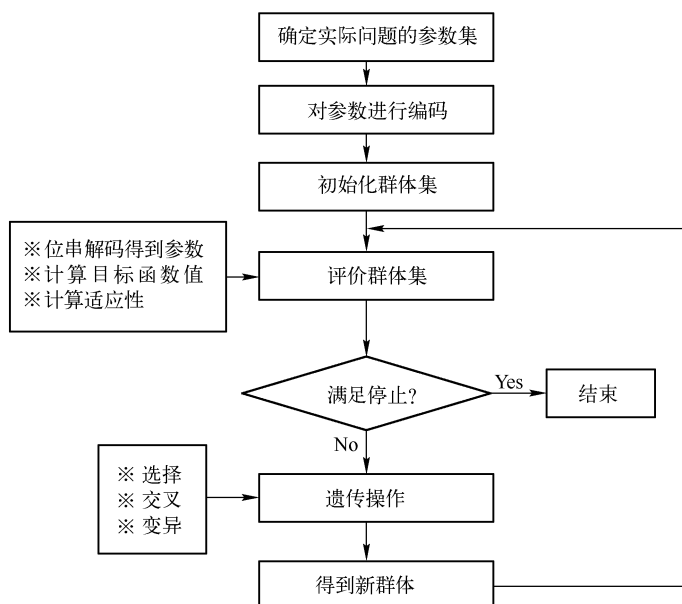 确定实际问题的参数集
对参数进行编码
初始化群体集
※位串解码得到参数
※计算目标函数值
※计算适应性
评价群体集
满足停止?
Yes
结束
No
※ 选择
※ 交叉
※ 变异
遗传操作
得到新群体